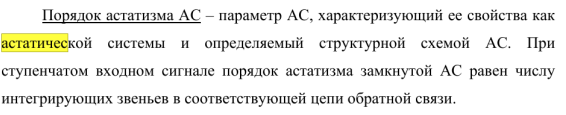 Порядок астатизма АС – параметр АС, характеризующий ее свойства как
астатической системы и определяемый структурной схемой АС. При
ступенчатом входном сигнале порядок астатизма замкнутой АС равен числу
интегрирующих звеньев в соответствующей цепи обратной связи.